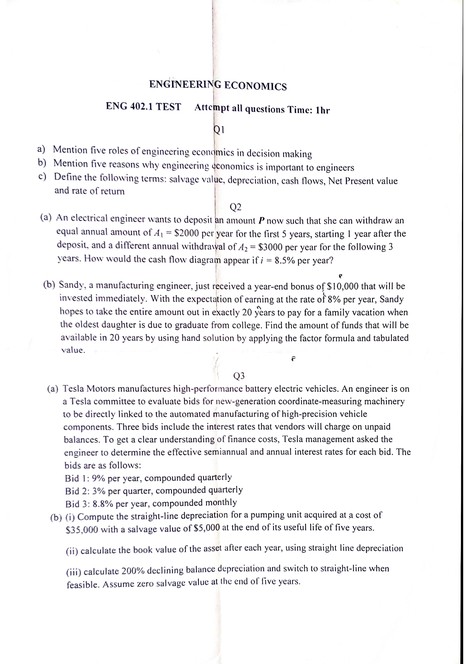 ENGINEERING ECONOMICS
ENG 402.1 TEST Attempt all questions Time: 1hr
Q1
a) Mention five roles of engineering economics in decision making
b) Mention five reasons why engineering economics is important to engineers
c) Define the following terms: salvage value, depreciation, cash flows, Net Present value
and rate of return
Q2
(a) An electrical engineer wants to deposit an amount P now such that she can withdraw an
equal annual amount of A₁ = $2000 per year for the first 5 years, starting 1 year after the
deposit, and a different annual withdrawal of A₂ = $3000 per year for the following 3
years. How would the cash flow diagram appear if i = 8.5% per year?
(b) Sandy, a manufacturing engineer, just received a year-end bonus of $10,000 that will be
invested immediately. With the expectation of earning at the rate of 8% per year, Sandy
hopes to take the entire amount out in exactly 20 years to pay for a family vacation when
the oldest daughter is due to graduate from college. Find the amount of funds that will be
available in 20 years by using hand solution by applying the factor formula and tabulated
value.
Q3
(a) Tesla Motors manufactures high-performance battery electric vehicles. An engineer is on
a Tesla committee to evaluate bids for new-generation coordinate-measuring machinery
to be directly linked to the automated manufacturing of high-precision vehicle
components. Three bids include the interest rates that vendors will charge on unpaid
balances. To get a clear understanding of finance costs, Tesla management asked the
engineer to determine the effective semiannual and annual interest rates for each bid. The
bids are as follows:
Bid 1: 9% per year, compounded quarterly
Bid 2: 3% per quarter, compounded quarterly
Bid 3: 8.8% per year, compounded monthly
(b) (i) Compute the straight-line depreciation for a pumping unit acquired at a cost of
$35,000 with a salvage value of $5,000 at the end of its useful life of five years.
(ii) calculate the book value of the asset after each year, using straight line depreciation
(iii) calculate 200% declining balance depreciation and switch to straight-line when
feasible. Assume zero salvage value at the end of five years.